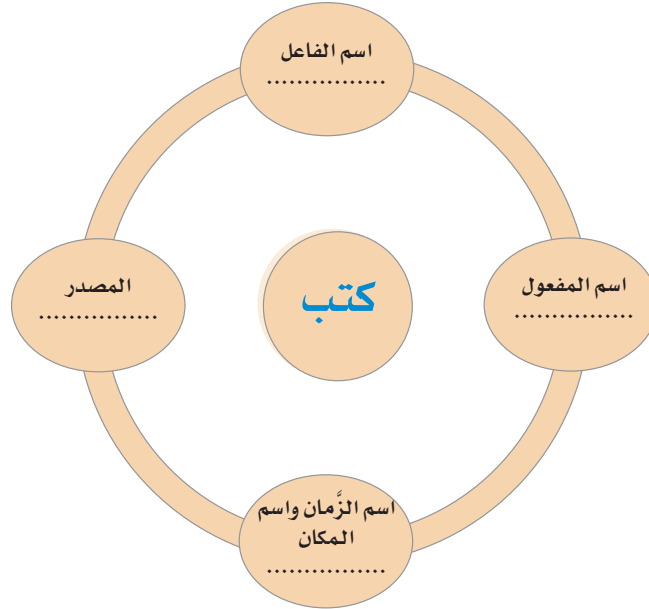 اسم الفاعل
................
اسم المفعول
................
كتب
المصدر
................
اسم الزَّمان واسم
المكان
................